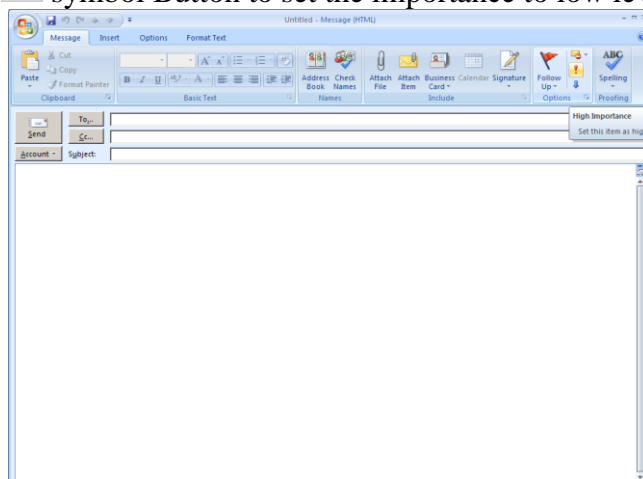 symbol Button to set the importance to low le
Untitled - Message (HTML)
Message Insert Options Format Text
Cut
Copy
Format Painter
Paste
Clipboard
B I U
A A
Basic Text
Address Book
Check Names
Names
Attach File
Attach Item
Business Card
Calendar
Signature
Include
Follow Up
Options
ABC
Spelling
Proofing
High Importance
Set this item as hig
Send
To...
Cc...
Account
Subject: